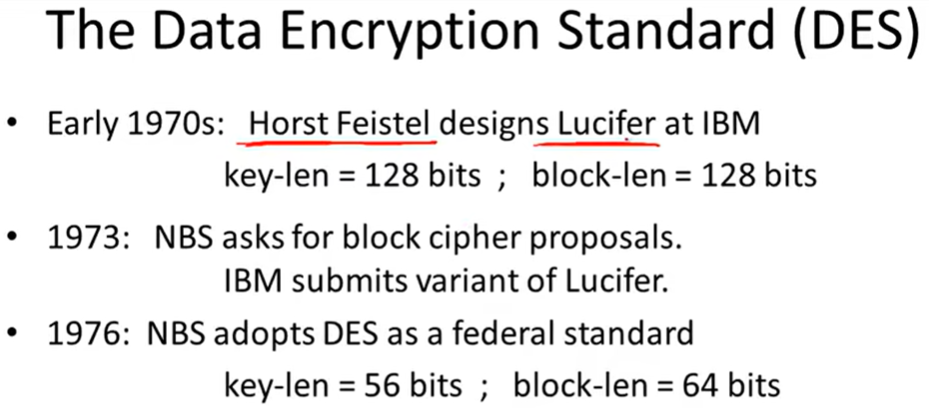 The Data Encryption Standard (DES)
• Early 1970s: Horst Feistel designs Lucifer at IBM
key-len = 128 bits ; block-len = 128 bits
• 1973: NBS asks for block cipher proposals.
IBM submits variant of Lucifer.
• 1976: NBS adopts DES as a federal standard
key-len = 56 bits ; block-len = 64 bits